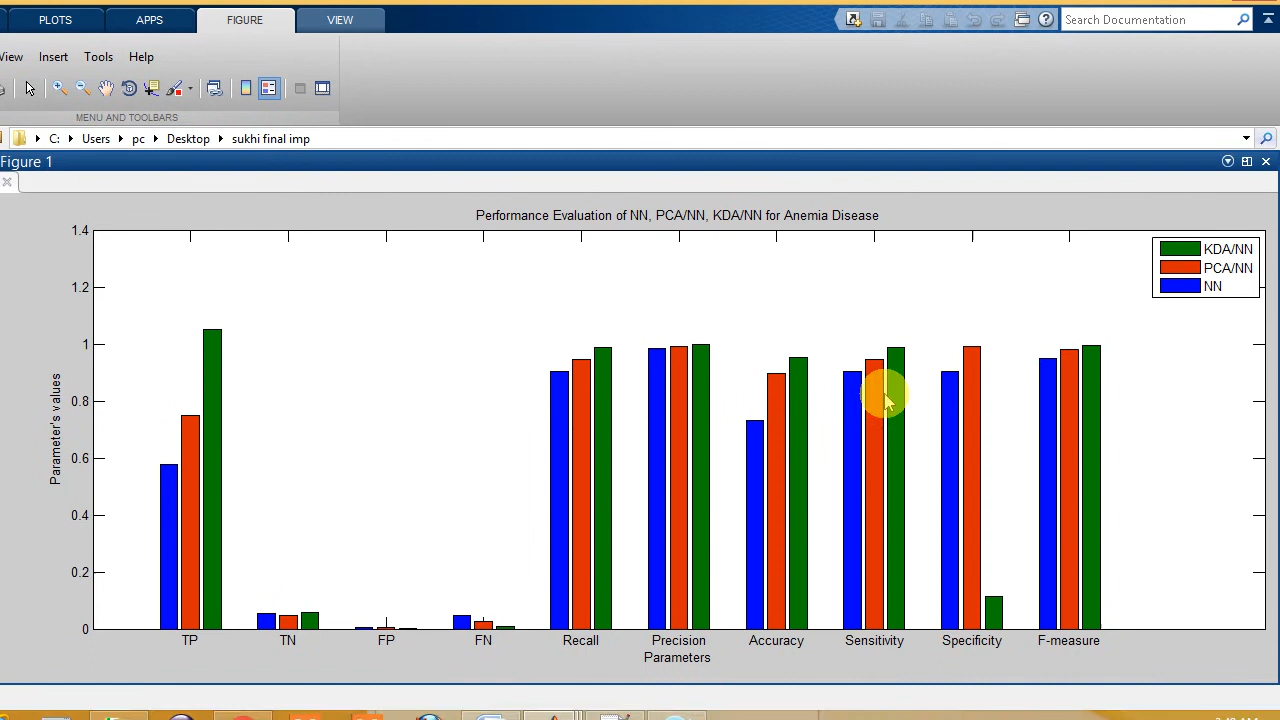 PLOTS APPS FIGURE VIEW Search Documentation
View Insert Tools Help
MENU AND TOOLBARS
C: Users pc Desktop sukhi final imp
Figure 1
Performance Evaluation of NN, PCA/NN, KDA/NN for Anemia Disease
KDA/NN
PCA/NN
NN
1.4
1.2
1
0.8
0.6
0.4
0.2
0
Parameter's values
TP TN FP FN Recall Precision Accuracy Sensitivity Specificity F-measure
Parameters